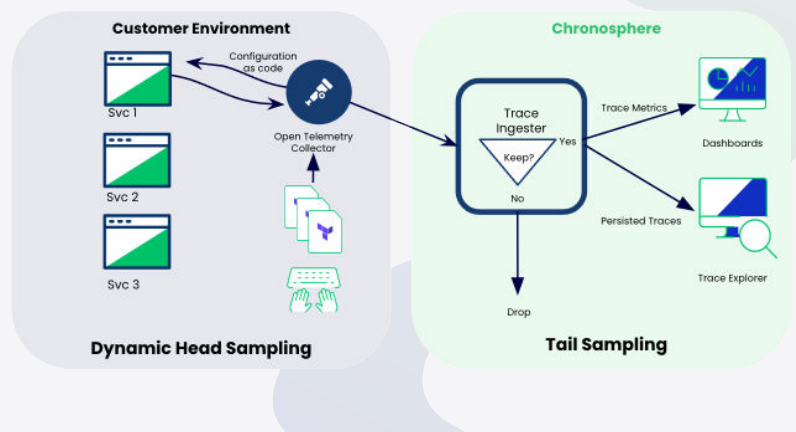 Customer Environment
Configuration
as code
Svc 1
Open Telemetry
Collector
Svc 2
Svc 3
Dynamic Head Sampling
Chronosphere
Trace
Ingester
Keep?
Yes
No
Drop
Trace Metrics
Dashboards
Persisted Traces
Trace Explorer
Tail Sampling